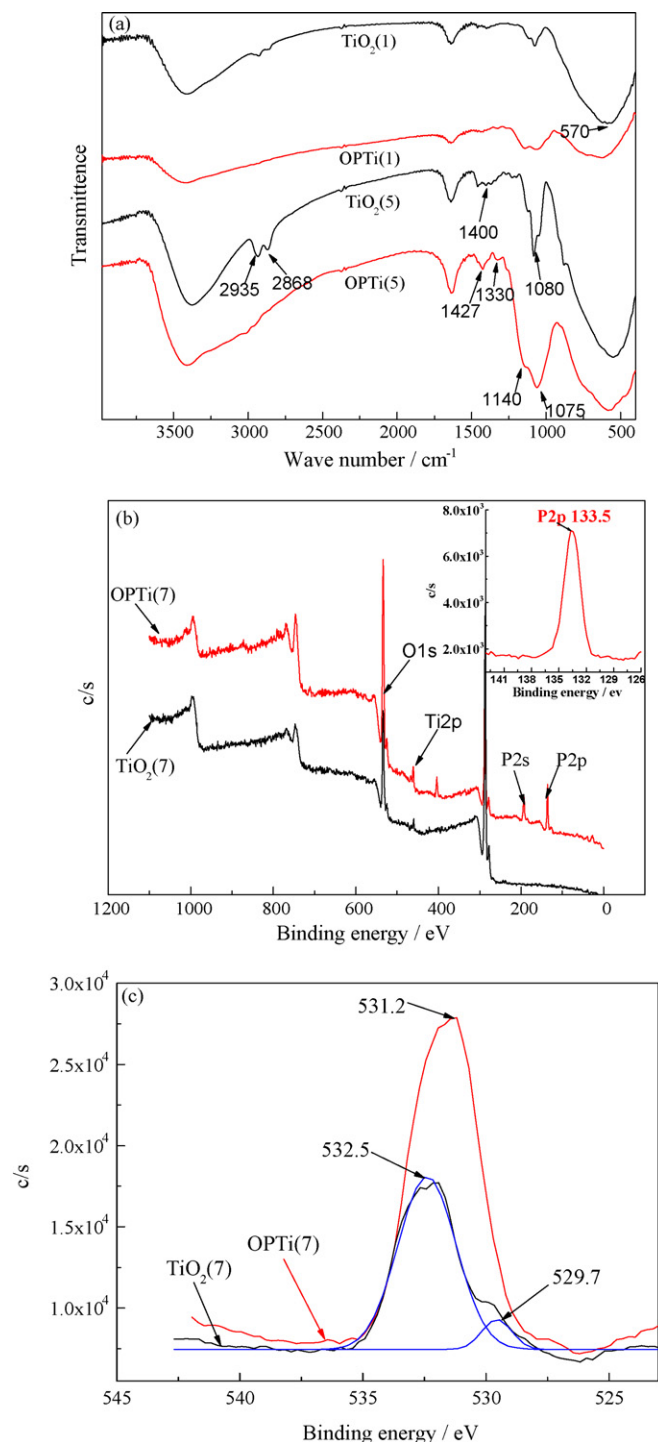 (a)
TiO₂(1)
570
OPTi(1)
TiO₂(5)
1400
2935
2868
OPTi(5)
1427
1330
1080
1140
1075
Transmittence
3500 3000 2500 2000 1500 1000 500
Wave number / cm⁻¹
(b)
P2p 133.5
8.0x10³
6.0x10³
4.0x10³
2.0x10³
c/s
141 138 135 132 129 126
Binding energy / ev
OPTi(7)
O1s
Ti2p
P2s
P2p
TiO₂(7)
c/s
1200 1000 800 600 400 200 0
Binding energy / eV
(c)
3.0x10⁴
2.5x10⁴
2.0x10⁴
1.5x10⁴
1.0x10⁴
c/s
531.2
532.5
529.7
OPTi(7)
TiO₂(7)
545 540 535 530 525
Binding energy / eV